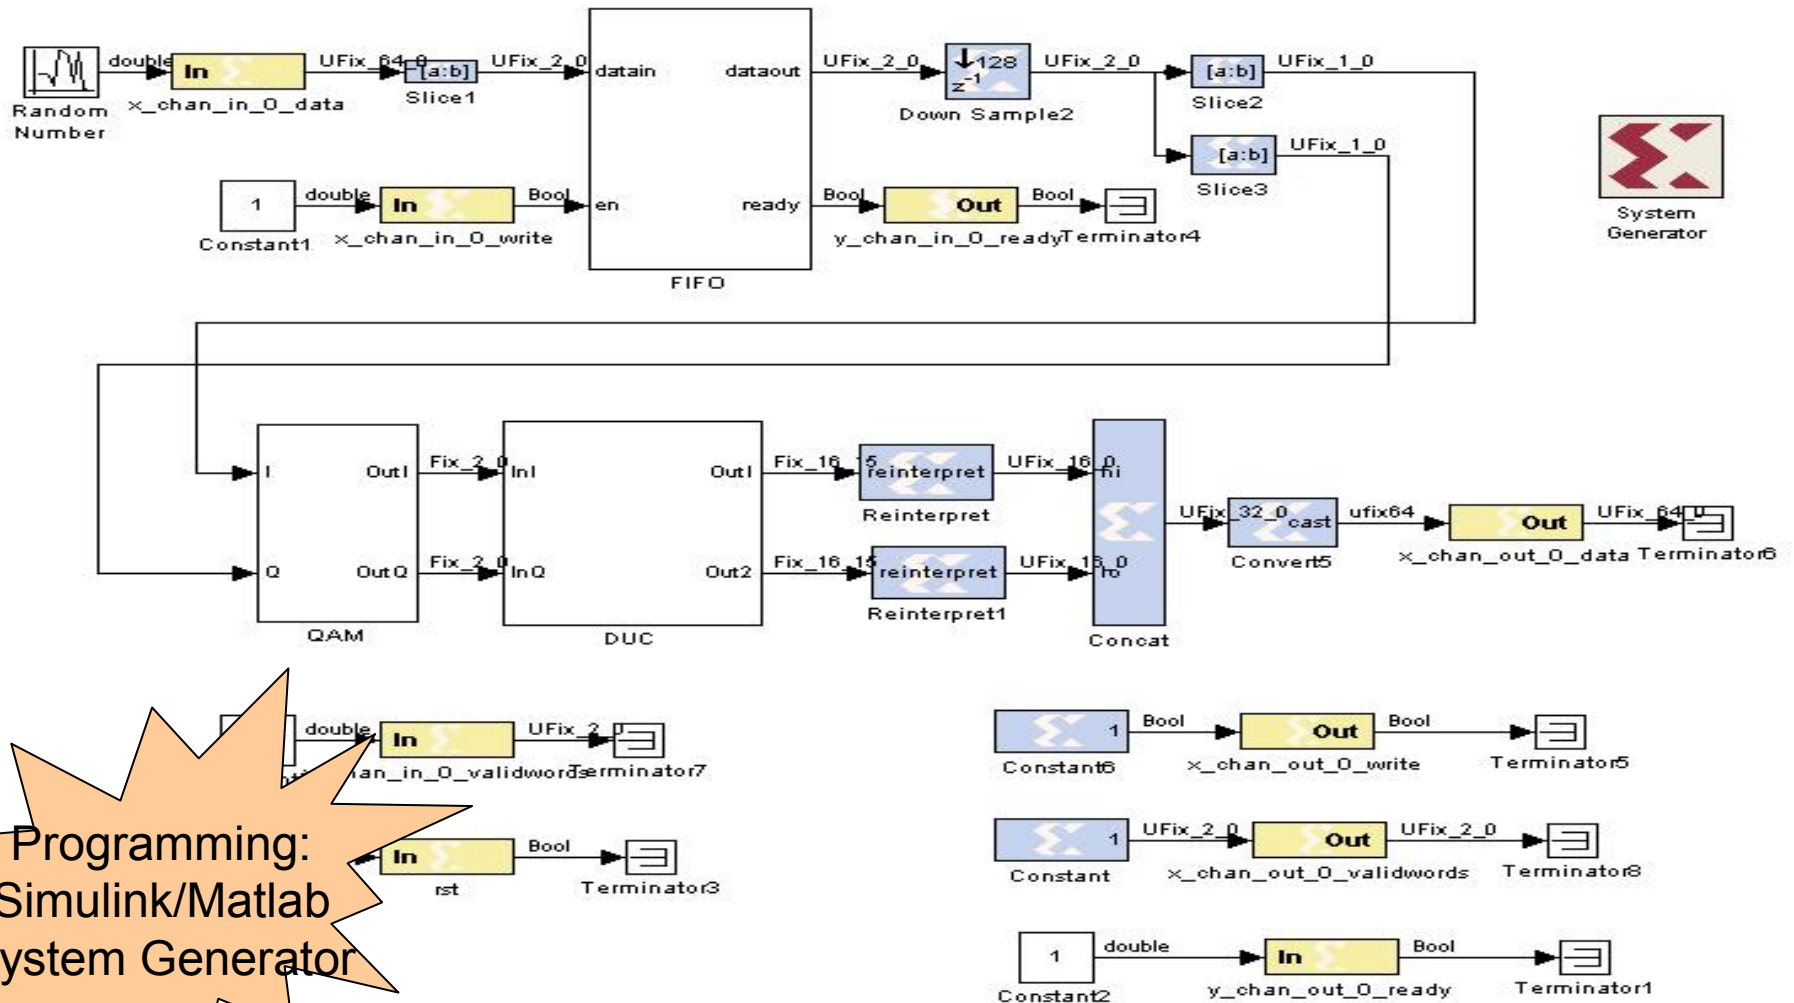 double
In
UFix_64_0
[a:b]
UFix_2_0
datain
dataout
UFix_2_0
↓128
z-1
UFix_2_0
[a:b]
UFix_1_0
Random
Number
x_chan_in_0_data
Slice1
Down Sample2
Slice2
[a:b]
UFix_1_0
Slice3
1
double
In
Bool
en
ready
Bool
Out
Bool
Constant1
x_chan_in_0_write
y_chan_in_0_ready
Terminator4
System
Generator
FIFO
I
OutI
Fix_2_0
InI
OutI
Fix_16_15
reinterpret
UFix_16_0
hi
Reinterpret
UFix_32_0
cast
ufix64
Out
UFix_64_0
Convert5
x_chan_out_0_data
Terminator6
Q
OutQ
Fix_2_0
InQ
Out2
Fix_16_15
reinterpret
UFix_16_0
lo
Reinterpret1
QAM
DUC
Concat
double
In
UFix_2_0
han_in_0_validwords
Terminator7
1
Bool
Out
Bool
Constant6
x_chan_out_0_write
Terminator5
In
Bool
rst
Terminator3
1
UFix_2_0
Out
UFix_2_0
Constant
x_chan_out_0_validwords
Terminator8
1
double
In
Bool
Constant2
y_chan_out_0_ready
Terminator1
Programming:
Simulink/Matlab
ystem Generator